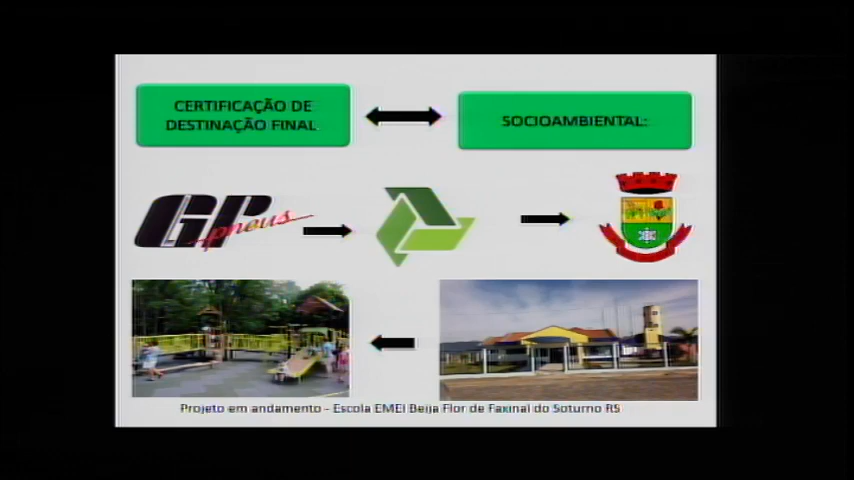 CERTIFICAÇÃO DE
DESTINAÇÃO FINAL
SOCIOAMBIENTAL:
GP
pneus
Projeto em andamento - Escola EMEI Beija Flor de Faxinal do Soturno RS